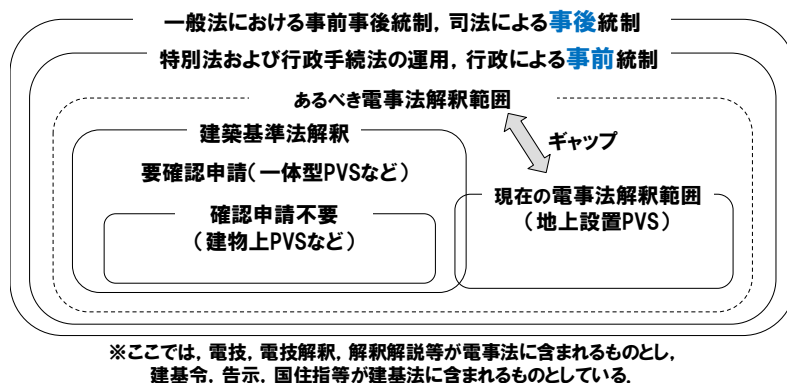 一般法における事前事後統制，司法による事後統制
特別法および行政手続法の運用，行政による事前統制
あるべき電事法解釈範囲
建築基準法解釈
ギャップ
要確認申請（一体型PVSなど）
現在の電事法解釈範囲
（地上設置PVS）
確認申請不要
（建物上PVSなど）
※ここでは，電技，電技解釈，解釈解説等が電事法に含まれるものとし，
建基令，告示，国住指等が建基法に含まれるものとしている．